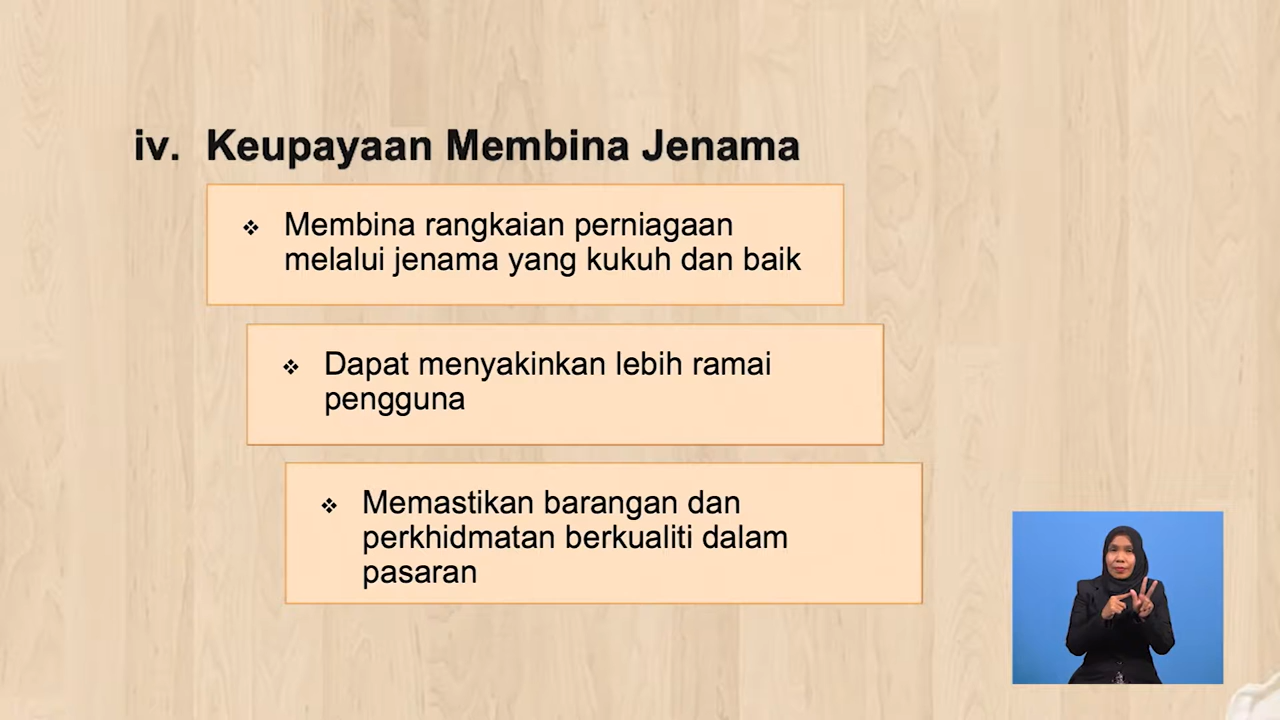 iv. Keupayaan Membina Jenama
❖ Membina rangkaian perniagaan
melalui jenama yang kukuh dan baik
❖ Dapat menyakinkan lebih ramai
pengguna
❖ Memastikan barangan dan
perkhidmatan berkualiti dalam
pasaran